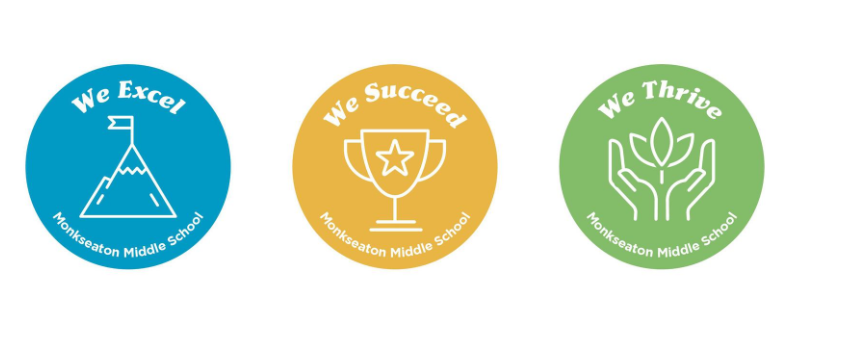 We Excel
Monkseaton Middle School
We Succeed
Monkseaton Middle School
We Thrive
Monkseaton Middle School